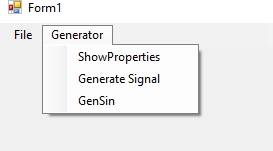 Form1
File Generator
ShowProperties
Generate Signal
GenSin